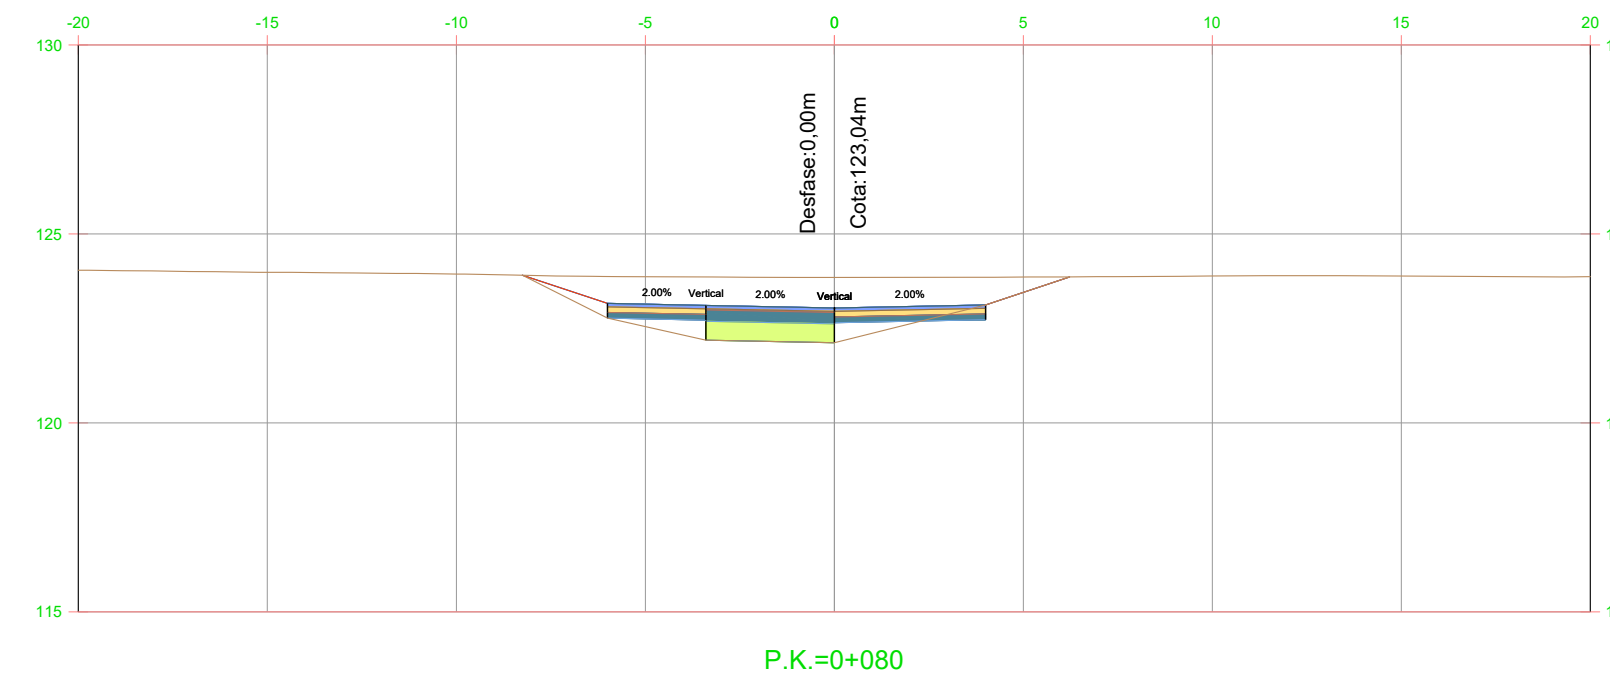 -20 -15 -10 -5 0 5 10 15 20
130
Desfase:0,00m
Cota:123,04m
125
2.00% Vertical 2.00% Vertical 2.00%
120
115
P.K.=0+080